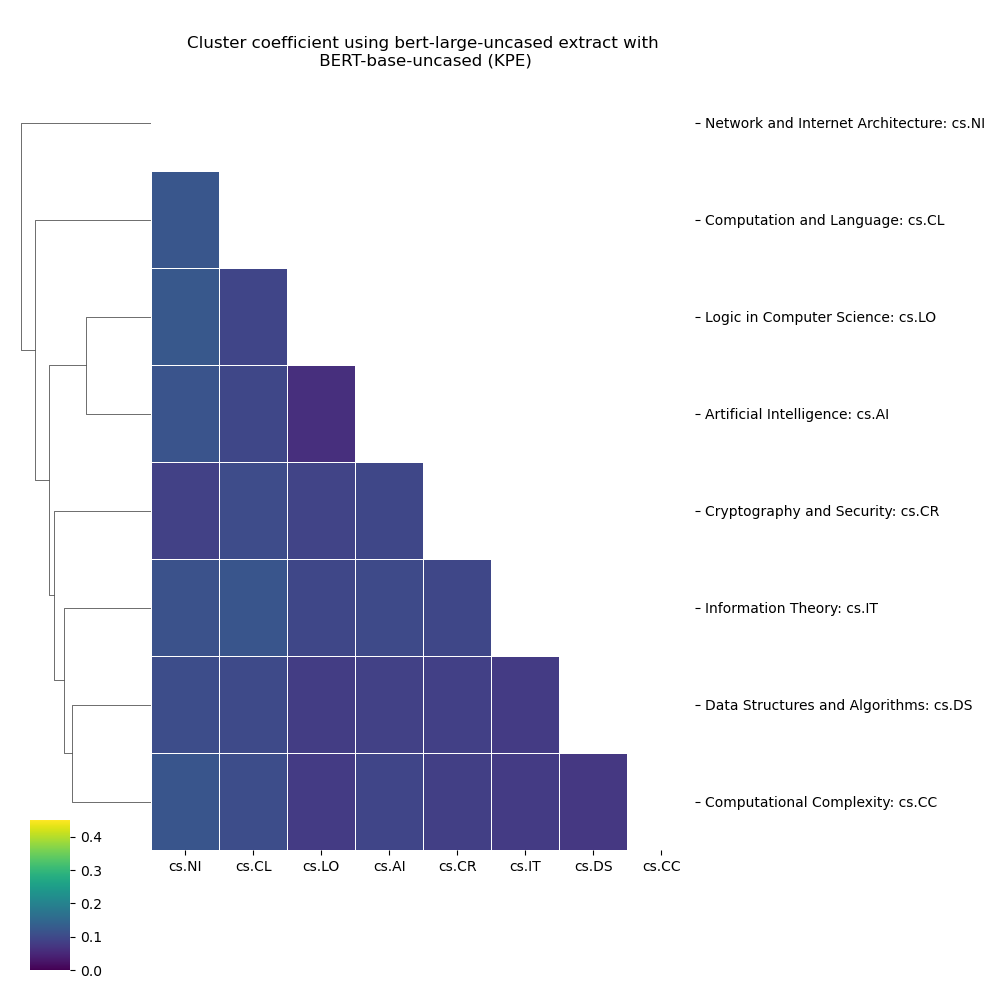 Cluster coefficient using bert-large-uncased extract with
BERT-base-uncased (KPE)
Network and Internet Architecture: cs.NI
Computation and Language: cs.CL
Logic in Computer Science: cs.LO
Artificial Intelligence: cs.AI
Cryptography and Security: cs.CR
Information Theory: cs.IT
Data Structures and Algorithms: cs.DS
Computational Complexity: cs.CC
cs.NI cs.CL cs.LO cs.AI cs.CR cs.IT cs.DS cs.CC
0.4
0.3
0.2
0.1
0.0